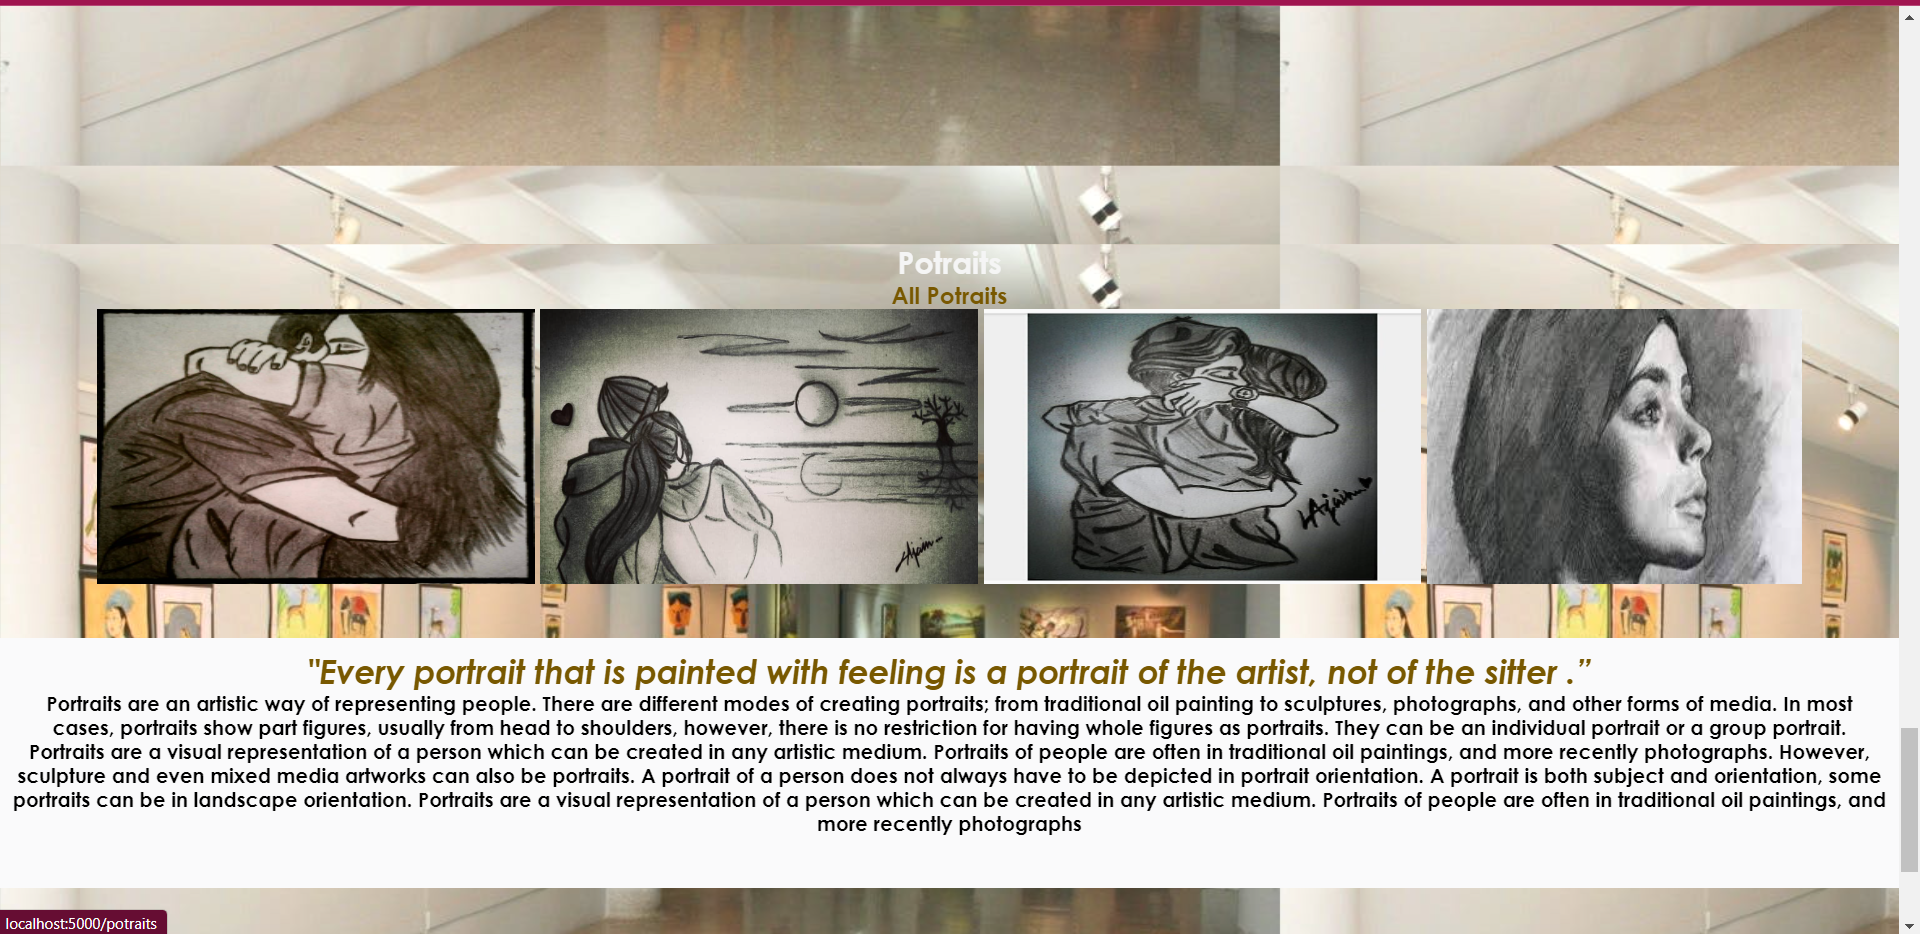 Potraits
All Potraits
"Every portrait that is painted with feeling is a portrait of the artist, not of the sitter .”
Portraits are an artistic way of representing people. There are different modes of creating portraits; from traditional oil painting to sculptures, photographs, and other forms of media. In most
cases, portraits show part figures, usually from head to shoulders, however, there is no restriction for having whole figures as portraits. They can be an individual portrait or a group portrait.
Portraits are a visual representation of a person which can be created in any artistic medium. Portraits of people are often in traditional oil paintings, and more recently photographs. However,
sculpture and even mixed media artworks can also be portraits. A portrait of a person does not always have to be depicted in portrait orientation. A portrait is both subject and orientation, some
portraits can be in landscape orientation. Portraits are a visual representation of a person which can be created in any artistic medium. Portraits of people are often in traditional oil paintings, and
more recently photographs
localhost:5000/potraits